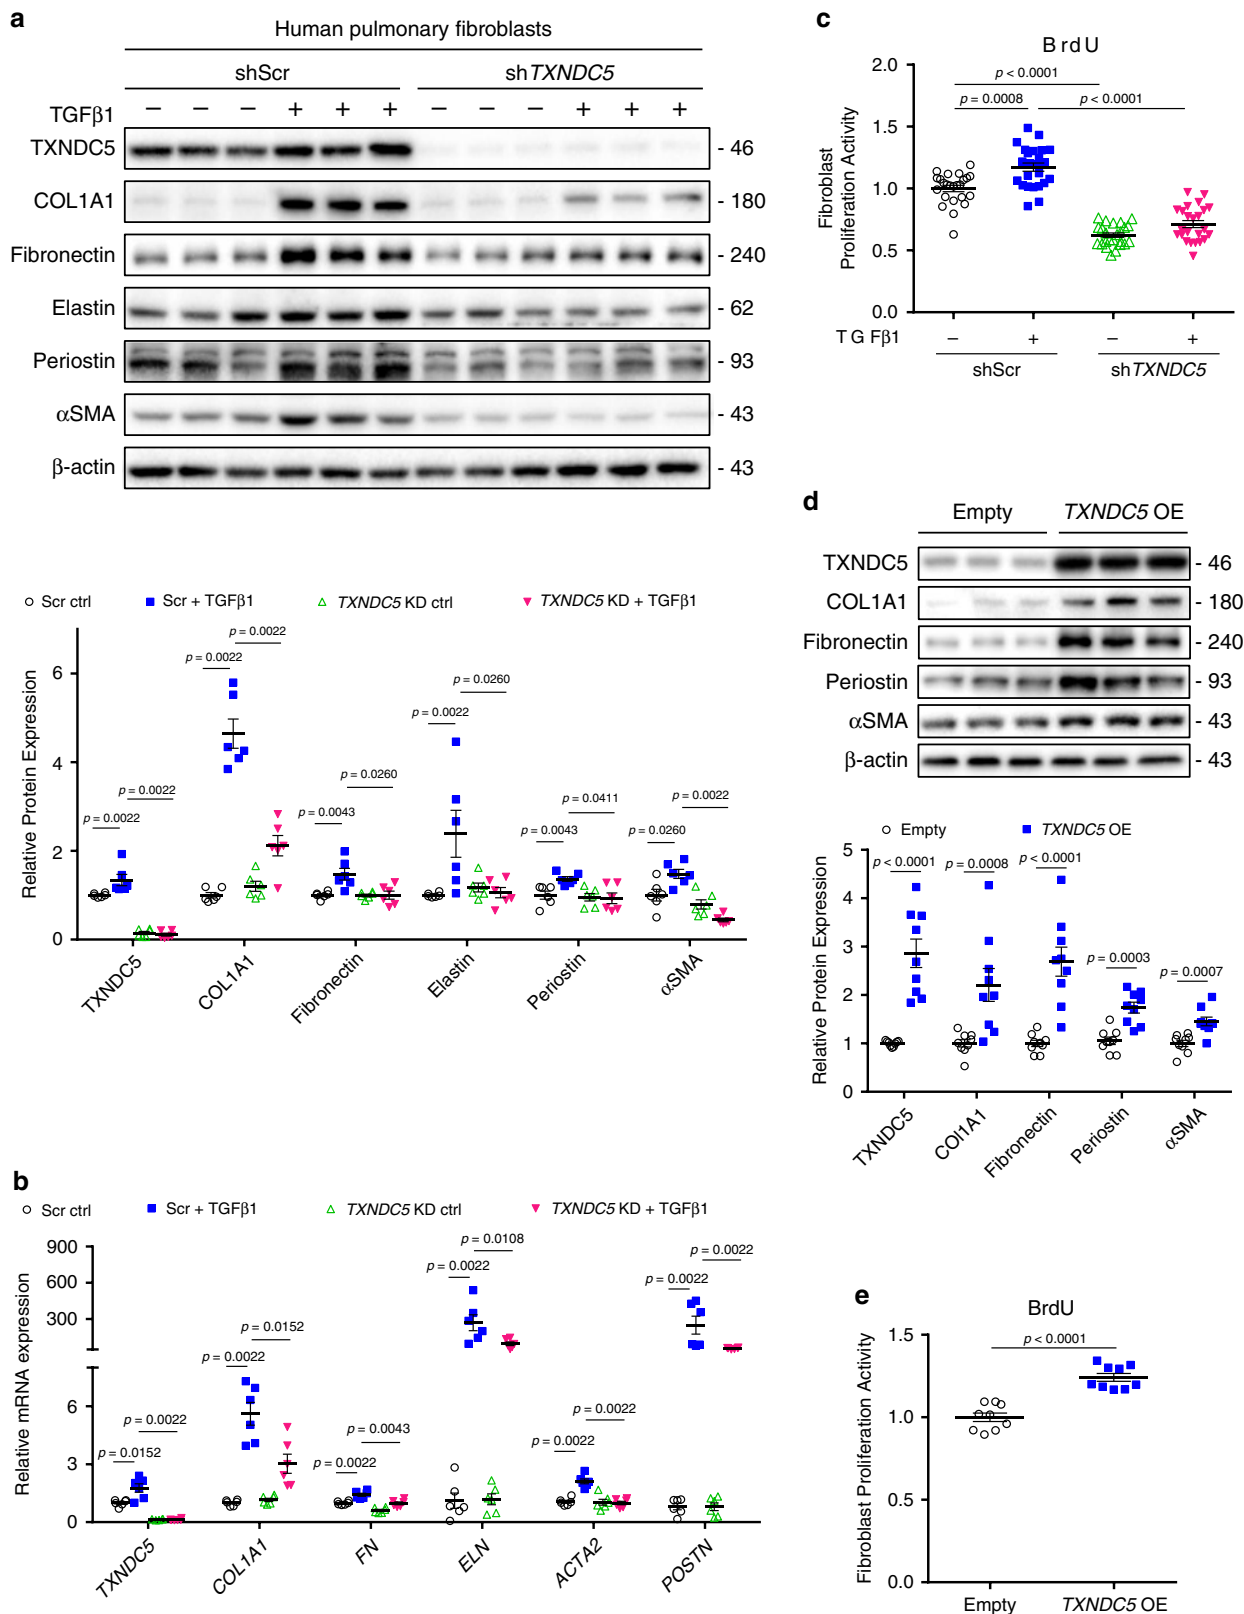 a
Human pulmonary fibroblasts
shScr shTXNDC5
TGFβ1 − − − + + + − − − + + +
TXNDC5 - 46
COL1A1 - 180
Fibronectin - 240
Elastin - 62
Periostin - 93
αSMA - 43
β-actin - 43
Scr ctrl Scr + TGFβ1 TXNDC5 KD ctrl TXNDC5 KD + TGFβ1
Relative Protein Expression
6
4
2
0
p = 0.0022
p = 0.0022
p = 0.0022
p = 0.0022
p = 0.0043
p = 0.0260
p = 0.0022
p = 0.0260
p = 0.0043
p = 0.0411
p = 0.0260
p = 0.0022
TXNDC5 COL1A1 Fibronectin Elastin Periostin αSMA
b
Scr ctrl Scr + TGFβ1 TXNDC5 KD ctrl TXNDC5 KD + TGFβ1
Relative mRNA expression
900
600
300
6
3
0
p = 0.0152
p = 0.0022
p = 0.0022
p = 0.0152
p = 0.0022
p = 0.0043
p = 0.0022
p = 0.0108
p = 0.0022
p = 0.0022
p = 0.0022
p = 0.0022
TXNDC5 COL1A1 FN ELN ACTA2 POSTN
c
BrdU
Fibroblast
Proliferation Activity
2.0
1.5
1.0
0.5
0.0
p < 0.0001
p = 0.0008 p < 0.0001
TGFβ1 − + − +
shScr shTXNDC5
d
Empty TXNDC5 OE
TXNDC5 - 46
COL1A1 - 180
Fibronectin - 240
Periostin - 93
αSMA - 43
β-actin - 43
Empty TXNDC5 OE
Relative Protein Expression
5
4
3
2
1
0
p < 0.0001 p = 0.0008 p < 0.0001 p = 0.0003 p = 0.0007
TXNDC5 COl1A1 Fibronectin Periostin αSMA
e
BrdU
Fibroblast Proliferation Activity
1.5
1.0
0.5
0.0
p < 0.0001
Empty TXNDC5 OE